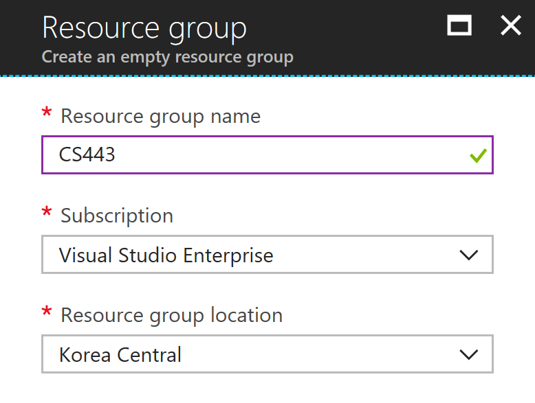 Resource group
Create an empty resource group
* Resource group name
CS443
* Subscription
Visual Studio Enterprise
* Resource group location
Korea Central